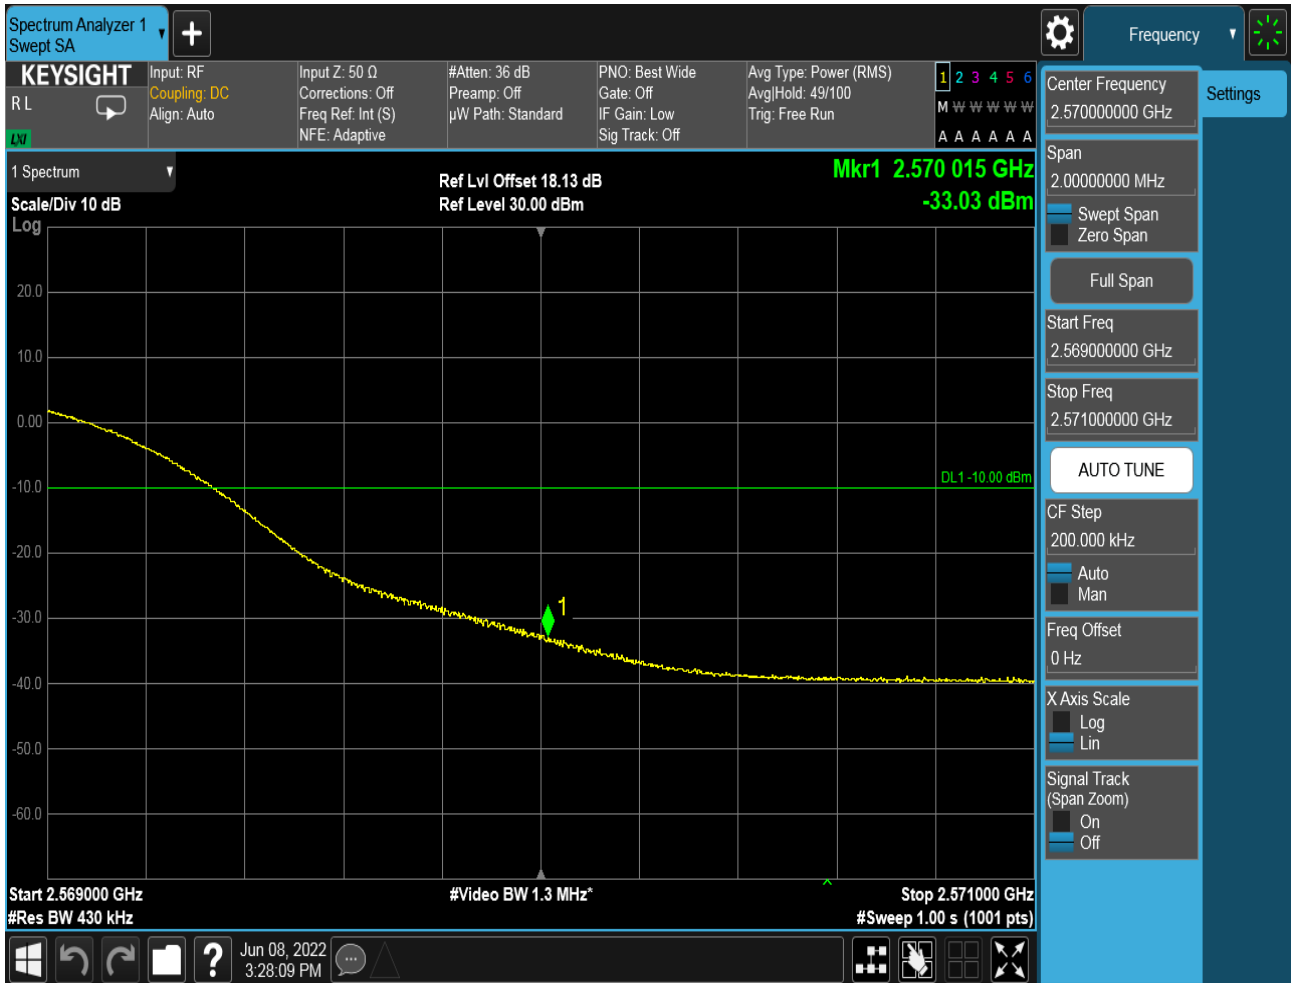 Spectrum Analyzer 1
Swept SA
Frequency
KEYSIGHT
R L
LXI
Input: RF
Coupling: DC
Align: Auto
Input Z: 50 Ω
Corrections: Off
Freq Ref: Int (S)
NFE: Adaptive
#Atten: 36 dB
Preamp: Off
µW Path: Standard
PNO: Best Wide
Gate: Off
IF Gain: Low
Sig Track: Off
Avg Type: Power (RMS)
Avg|Hold: 49/100
Trig: Free Run
1 2 3 4 5 6
M W W W W W
A A A A A A
1 Spectrum
Scale/Div 10 dB
Log
Ref Lvl Offset 18.13 dB
Ref Level 30.00 dBm
Mkr1 2.570 015 GHz
-33.03 dBm
20.0
10.0
0.00
-10.0
-20.0
-30.0
-40.0
-50.0
-60.0
DL1 -10.00 dBm
1
Start 2.569000 GHz
#Res BW 430 kHz
#Video BW 1.3 MHz*
Stop 2.571000 GHz
#Sweep 1.00 s (1001 pts)
Jun 08, 2022
3:28:09 PM
Center Frequency
2.570000000 GHz
Span
2.00000000 MHz
Swept Span
Zero Span
Full Span
Start Freq
2.569000000 GHz
Stop Freq
2.571000000 GHz
AUTO TUNE
CF Step
200.000 kHz
Auto
Man
Freq Offset
0 Hz
X Axis Scale
Log
Lin
Signal Track
(Span Zoom)
On
Off
Settings